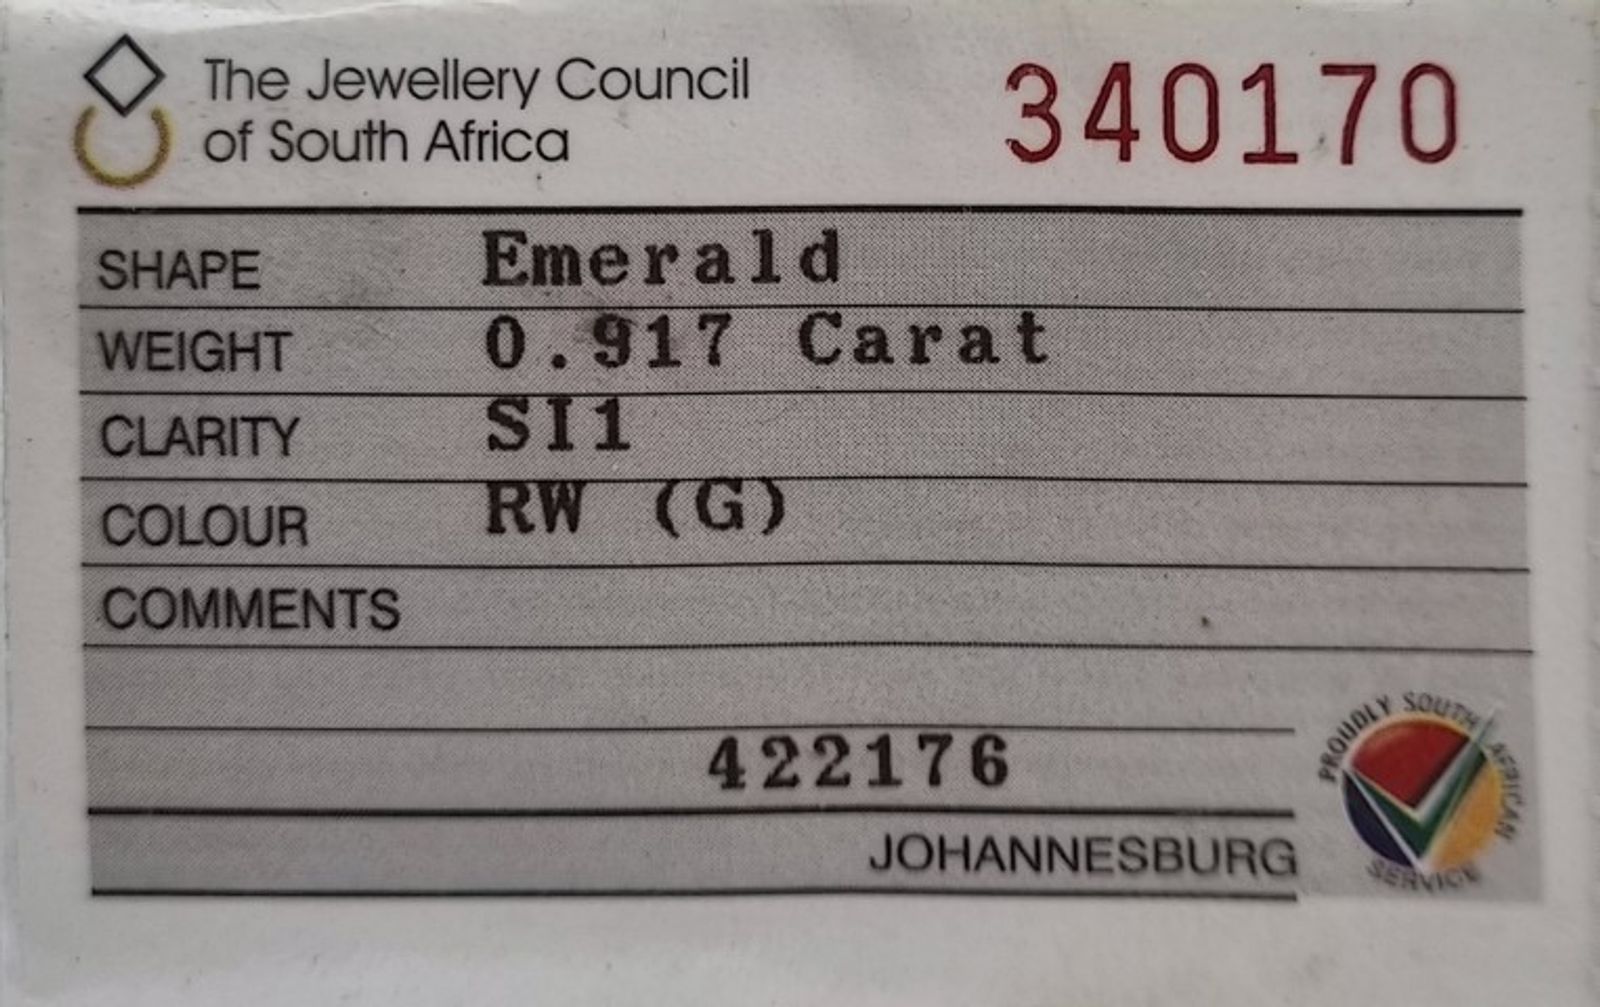 The Jewellery Council
of South Africa
340170
SHAPE Emerald
WEIGHT 0.917 Carat
CLARITY SI1
COLOUR RW (G)
COMMENTS
422176
JOHANNESBURG
PROUDLY SOUTH AFRICAN
SERVICE